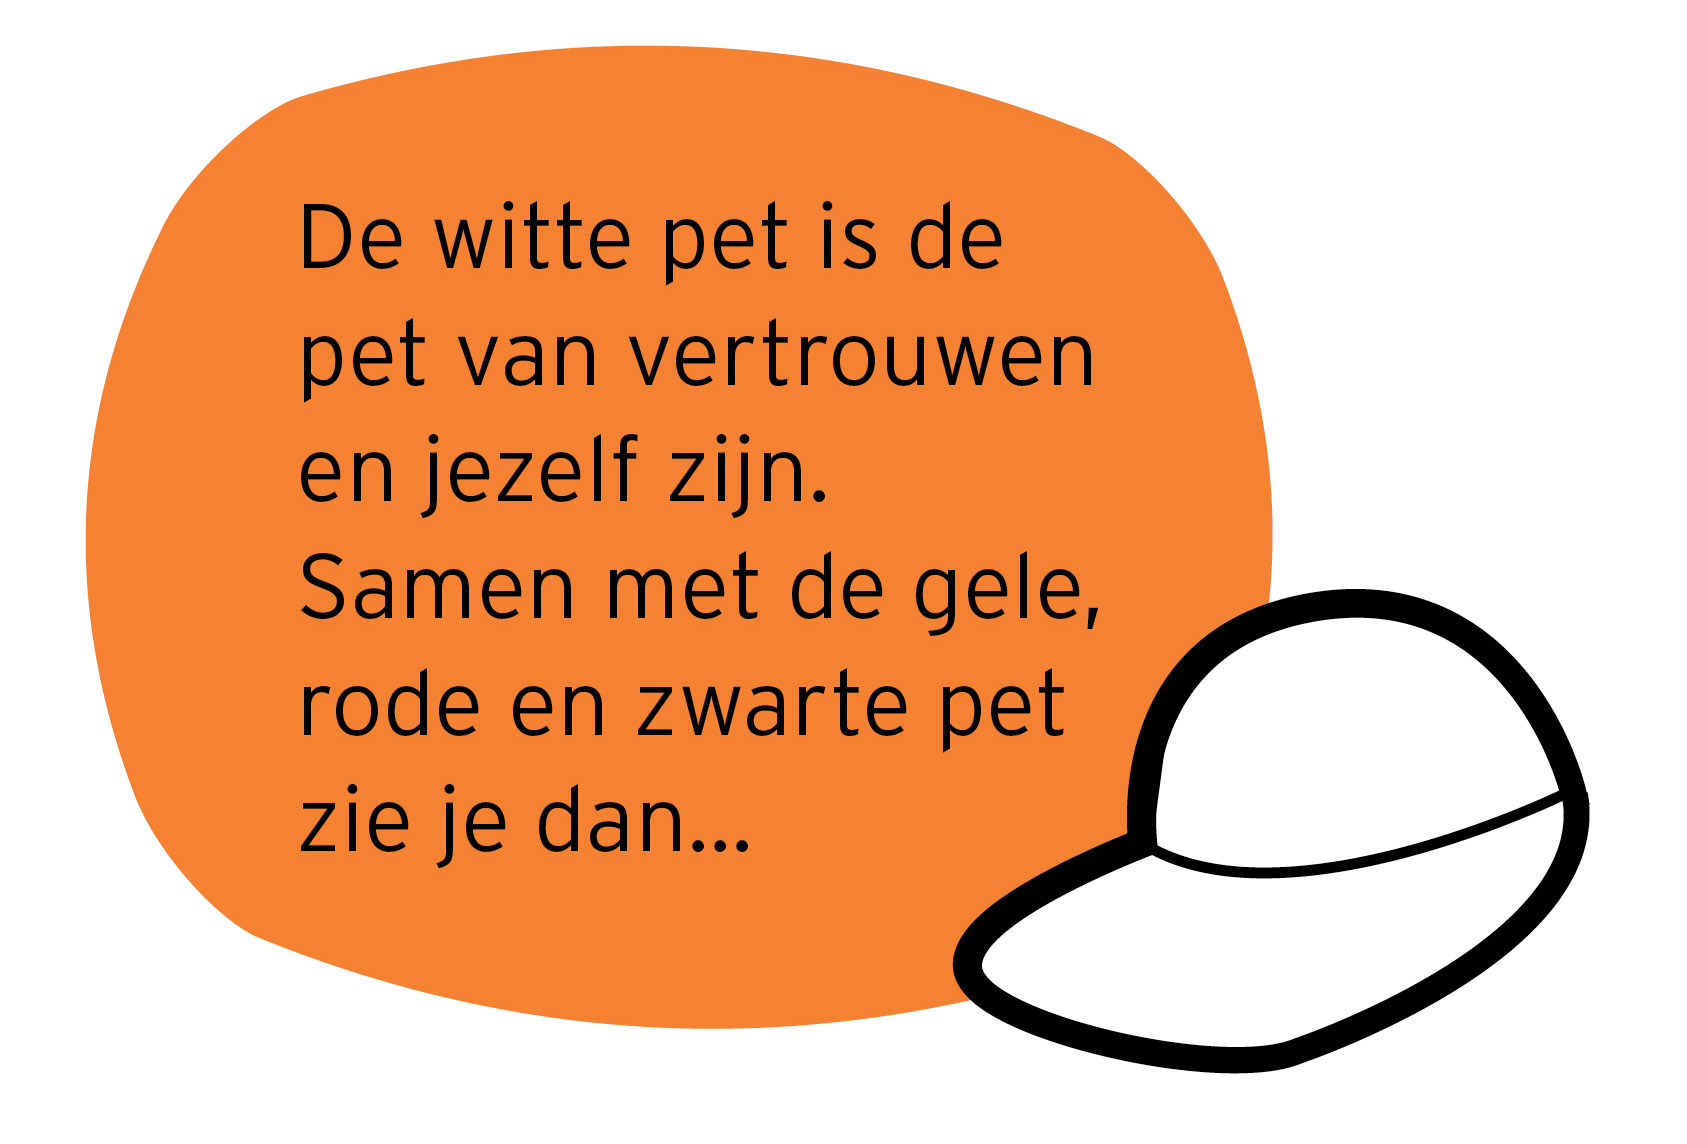 De witte pet is de
pet van vertrouwen
en jezelf zijn.
Samen met de gele,
rode en zwarte pet
zie je dan...